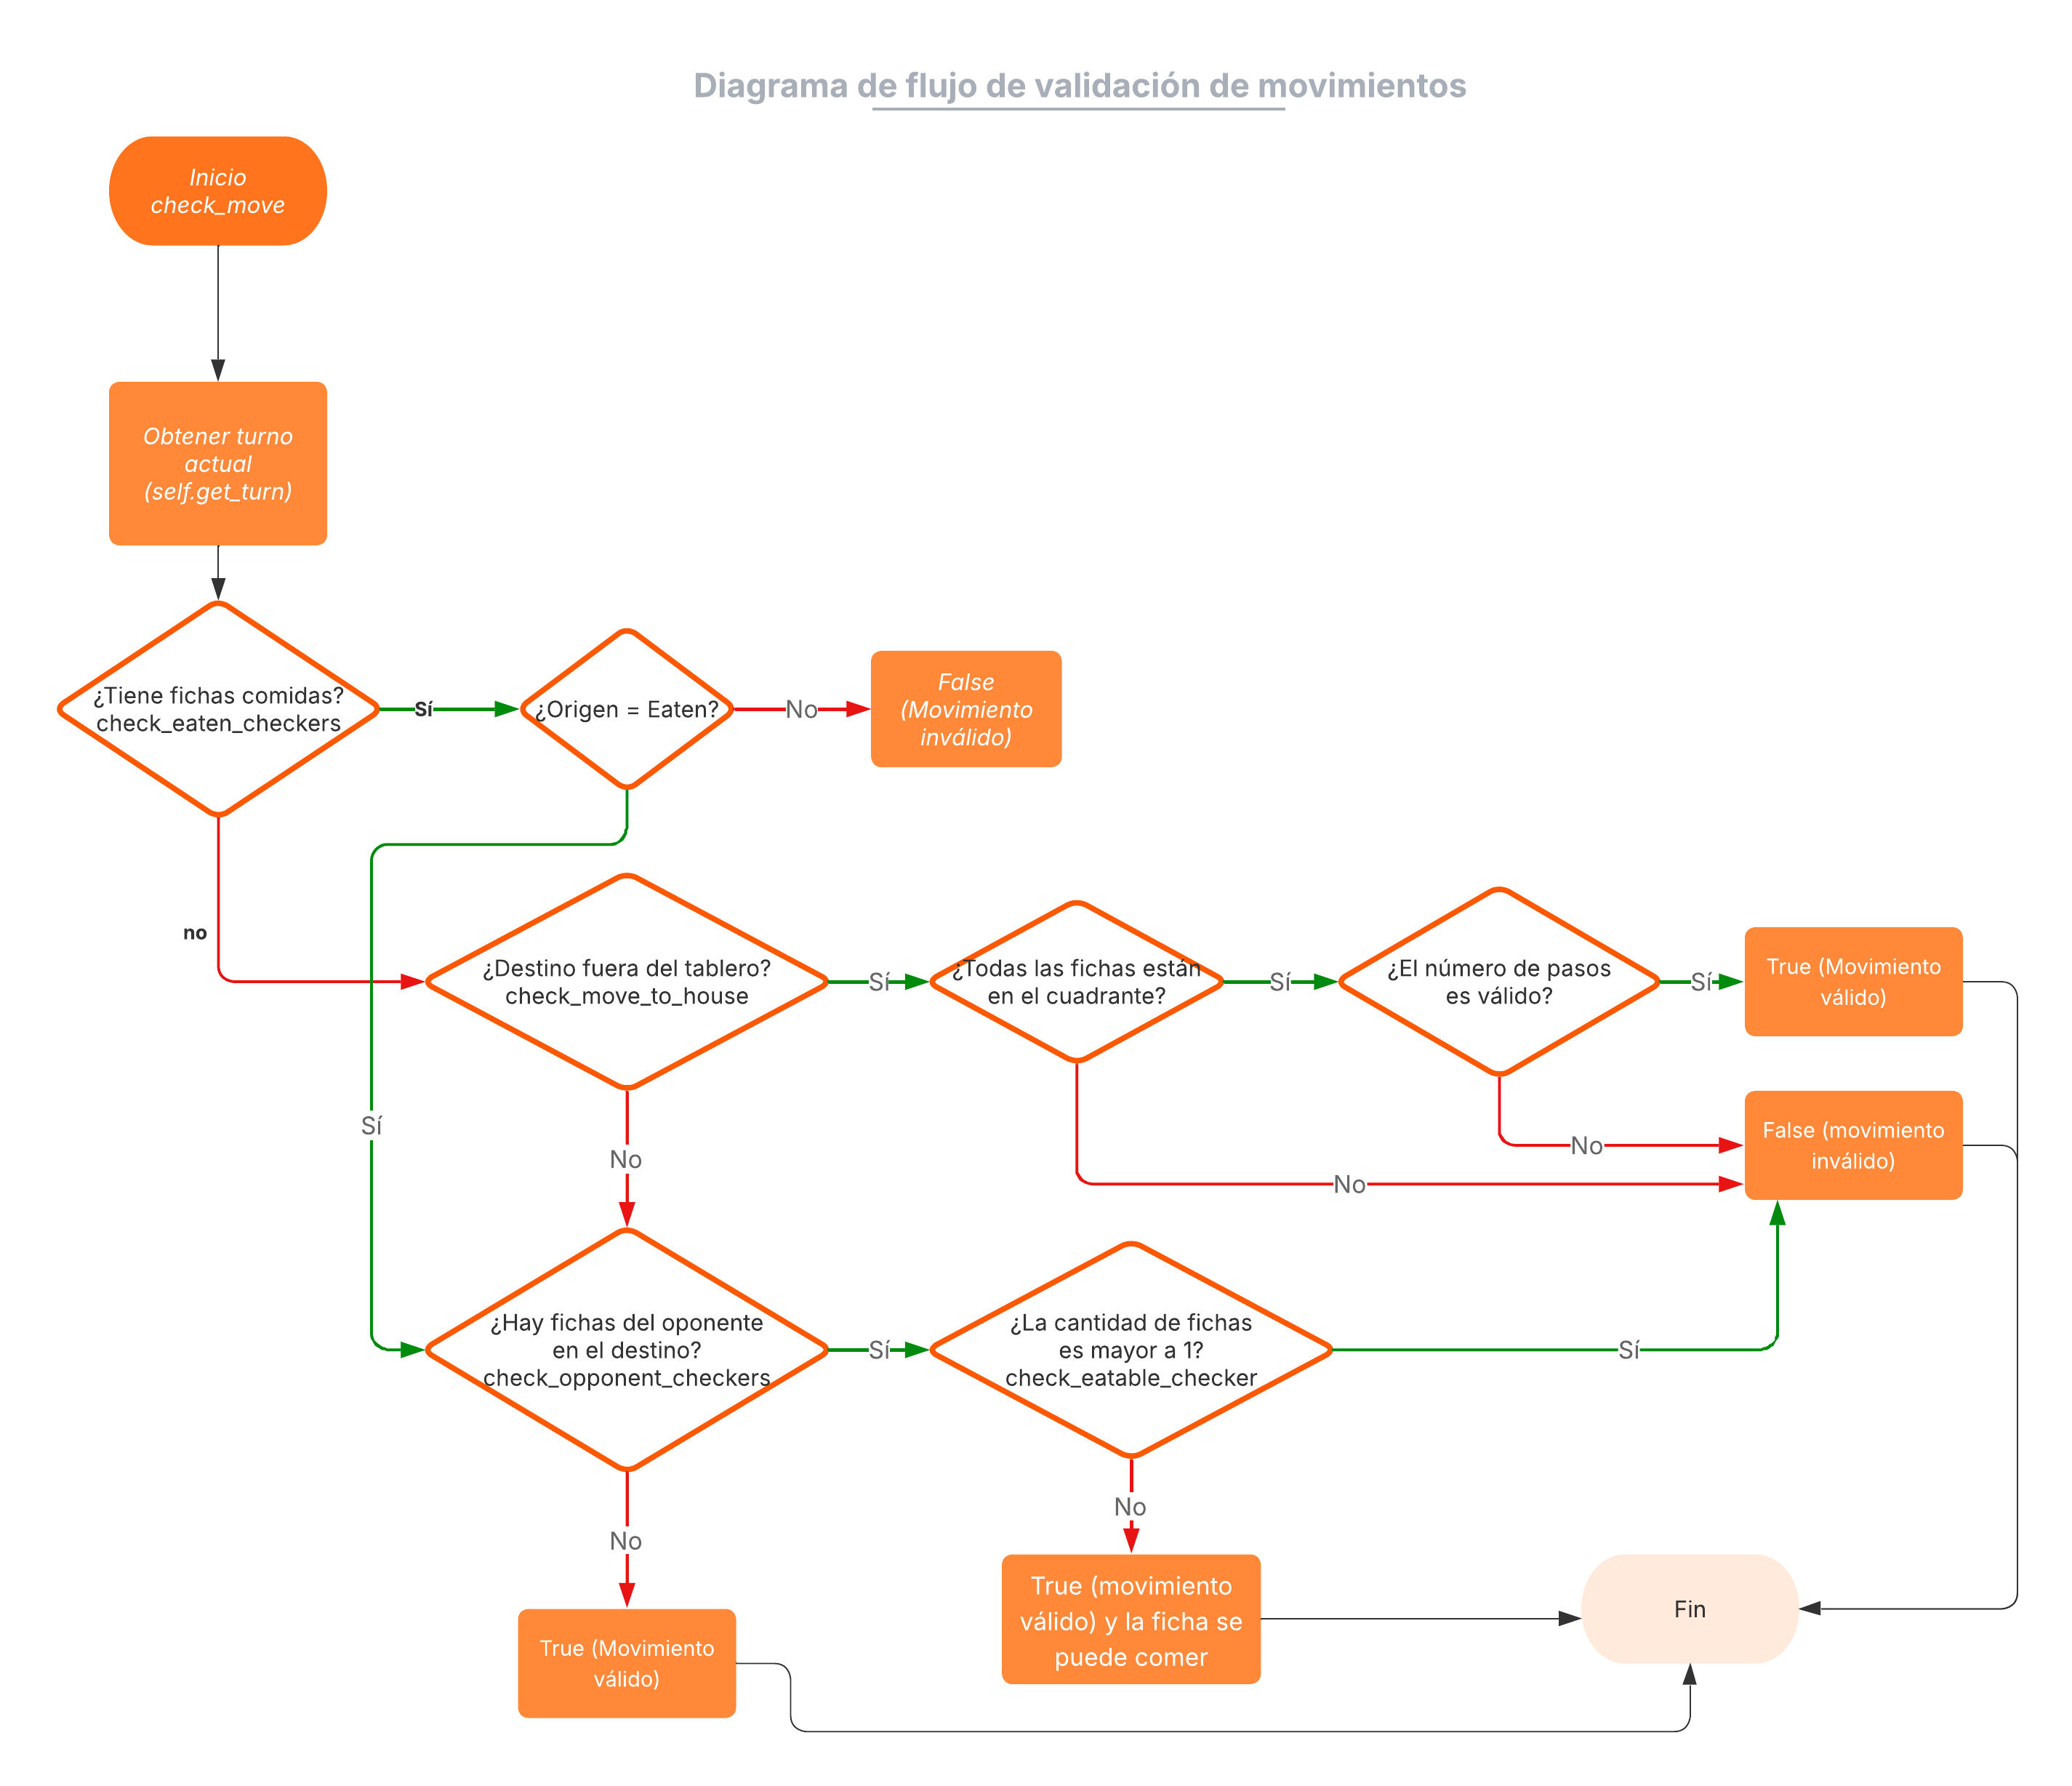 Diagrama de flujo de validación de movimientos
Inicio
check_move
Obtener turno
actual
(self.get_turn)
¿Tiene fichas comidas?
check_eaten_checkers
Sí
¿Origen = Eaten?
No
False
(Movimiento
inválido)
no
¿Destino fuera del tablero?
check_move_to_house
Sí
¿Todas las fichas están
en el cuadrante?
Sí
¿El número de pasos
es válido?
Sí
True (Movimiento
válido)
Sí
No
No
No
False (movimiento
inválido)
¿Hay fichas del oponente
en el destino?
check_opponent_checkers
Sí
¿La cantidad de fichas
es mayor a 1?
check_eatable_checker
Sí
No
No
True (Movimiento
válido)
True (movimiento
válido) y la ficha se
puede comer
Fin